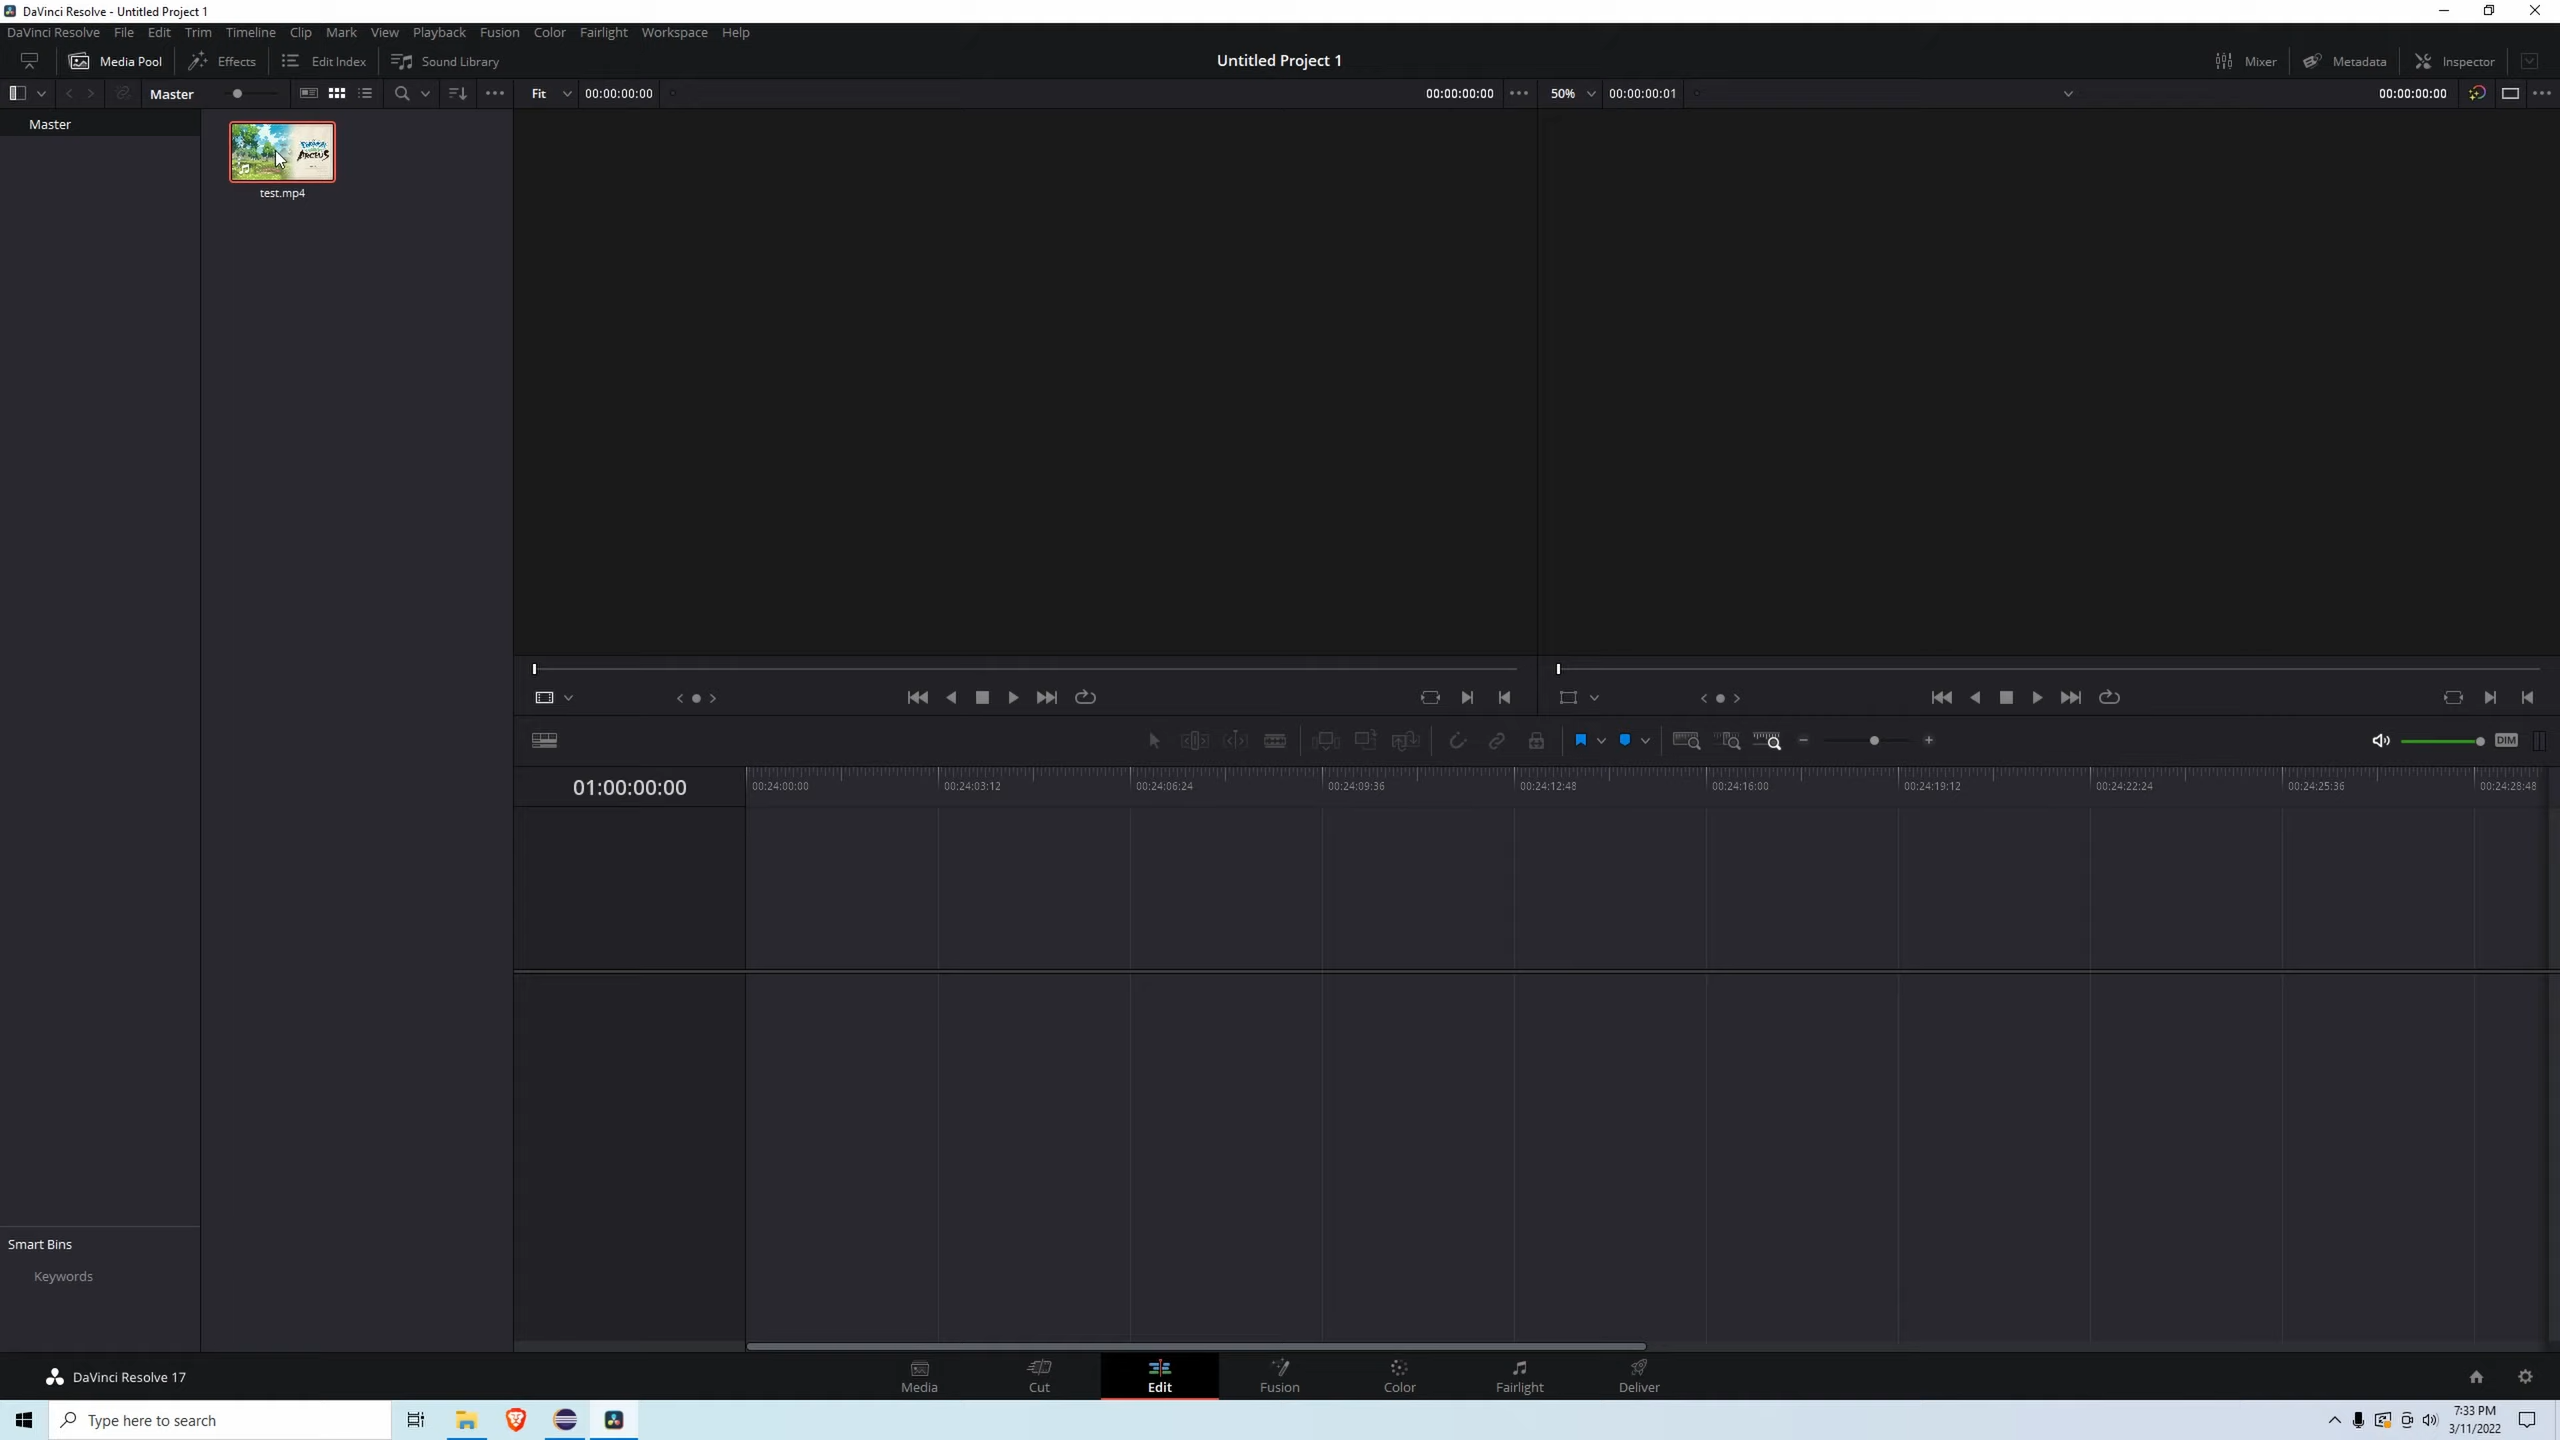 DaVinci Resolve - Untitled Project 1
DaVinci Resolve File Edit Trim Timeline Clip Mark View Playback Fusion Color Fairlight Workspace Help
Media Pool Effects Edit Index Sound Library Untitled Project 1 Mixer Metadata Inspector
Master Fit 00:00:00:00 00:00:00:00 50% 00:00:00:01 00:00:00:00
Master
ARCEUS
test.mp4
DIM
01:00:00:00 00:24:00:00 00:24:03:12 00:24:06:24 00:24:09:36 00:24:12:48 00:24:16:00 00:24:19:12 00:24:22:24 00:24:25:36 00:24:28:48
Smart Bins
Keywords
DaVinci Resolve 17 Media Cut Edit Fusion Color Fairlight Deliver
Type here to search 7:33 PM
3/11/2022